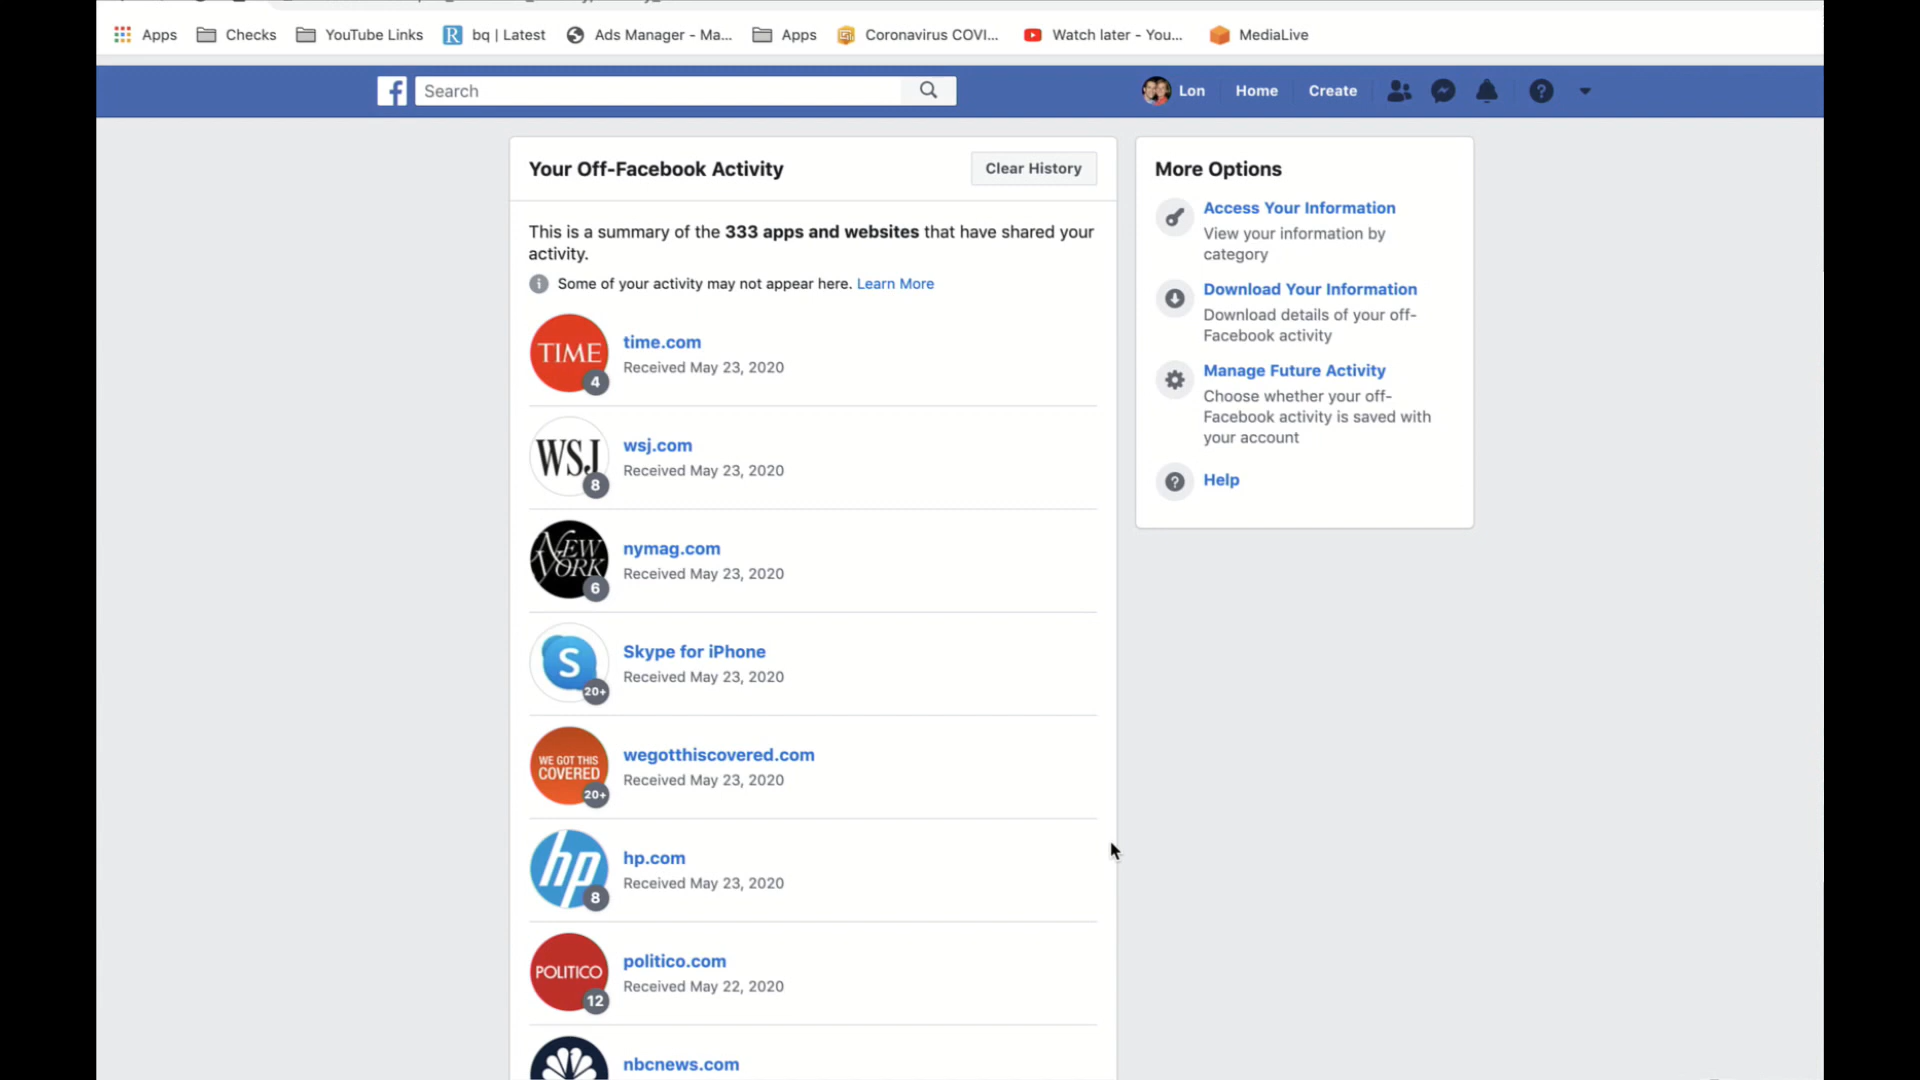 Apps
Checks
YouTube Links
bq | Latest
Ads Manager - Ma...
Apps
Coronavirus COVI...
Watch later - You...
MediaLive
Search
Lon
Home
Create
Your Off-Facebook Activity
Clear History
This is a summary of the 333 apps and websites that have shared your
activity.
Some of your activity may not appear here. Learn More
TIME
4
time.com
Received May 23, 2020
WSJ
8
wsj.com
Received May 23, 2020
NEW
YORK
6
nymag.com
Received May 23, 2020
S
20+
Skype for iPhone
Received May 23, 2020
WE GOT THIS
COVERED
20+
wegotthiscovered.com
Received May 23, 2020
hp
8
hp.com
Received May 23, 2020
POLITICO
12
politico.com
Received May 22, 2020
nbcnews.com
More Options
Access Your Information
View your information by
category
Download Your Information
Download details of your off-
Facebook activity
Manage Future Activity
Choose whether your off-
Facebook activity is saved with
your account
Help